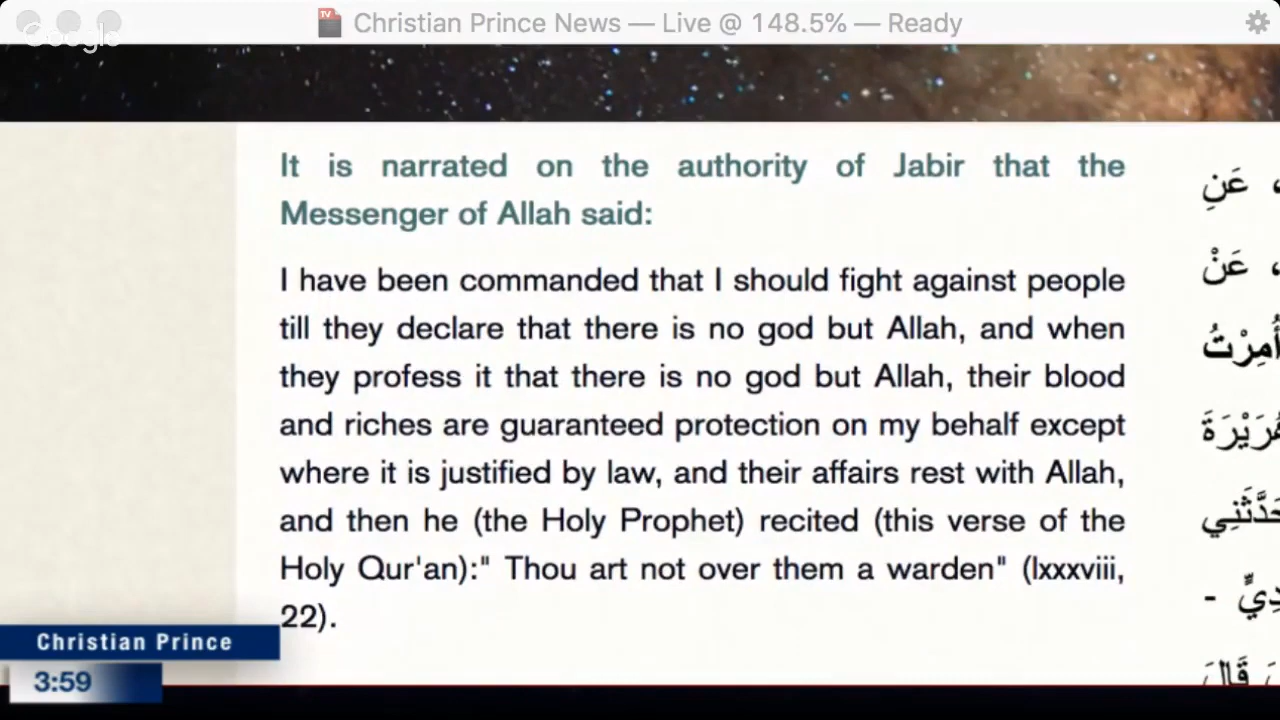 Google
Christian Prince News — Live @ 148.5% — Ready
It is narrated on the authority of Jabir that the
Messenger of Allah said:
I have been commanded that I should fight against people
till they declare that there is no god but Allah, and when
they profess it that there is no god but Allah, their blood
and riches are guaranteed protection on my behalf except
where it is justified by law, and their affairs rest with Allah,
and then he (the Holy Prophet) recited (this verse of the
Holy Qur'an):" Thou art not over them a warden" (lxxxviii,
22).
، عَنِ
، عَنْ
أُمِرْتُ
قَالَ
Christian Prince
3:59